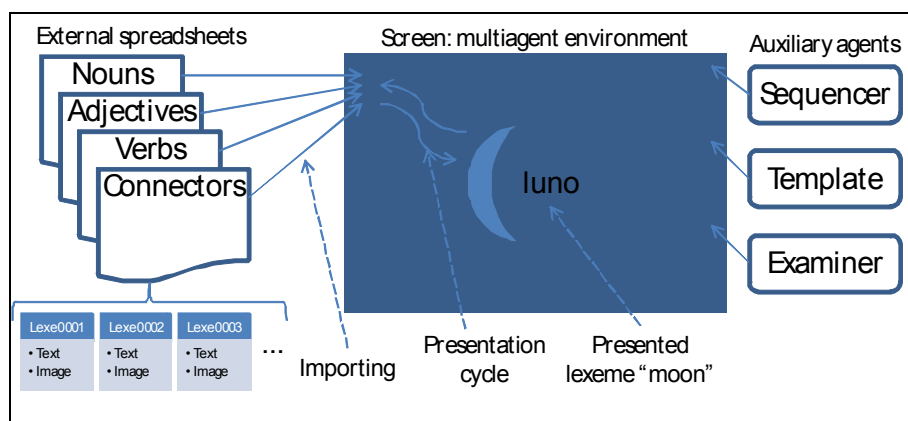 External spreadsheets
Nouns
Adjectives
Verbs
Connectors
Lexe0001
• Text
• Image
Lexe0002
• Text
• Image
Lexe0003
• Text
• Image
...
Importing
Screen: multiagent environment
luno
Presentation
cycle
Presented
lexeme “moon”
Auxiliary agents
Sequencer
Template
Examiner